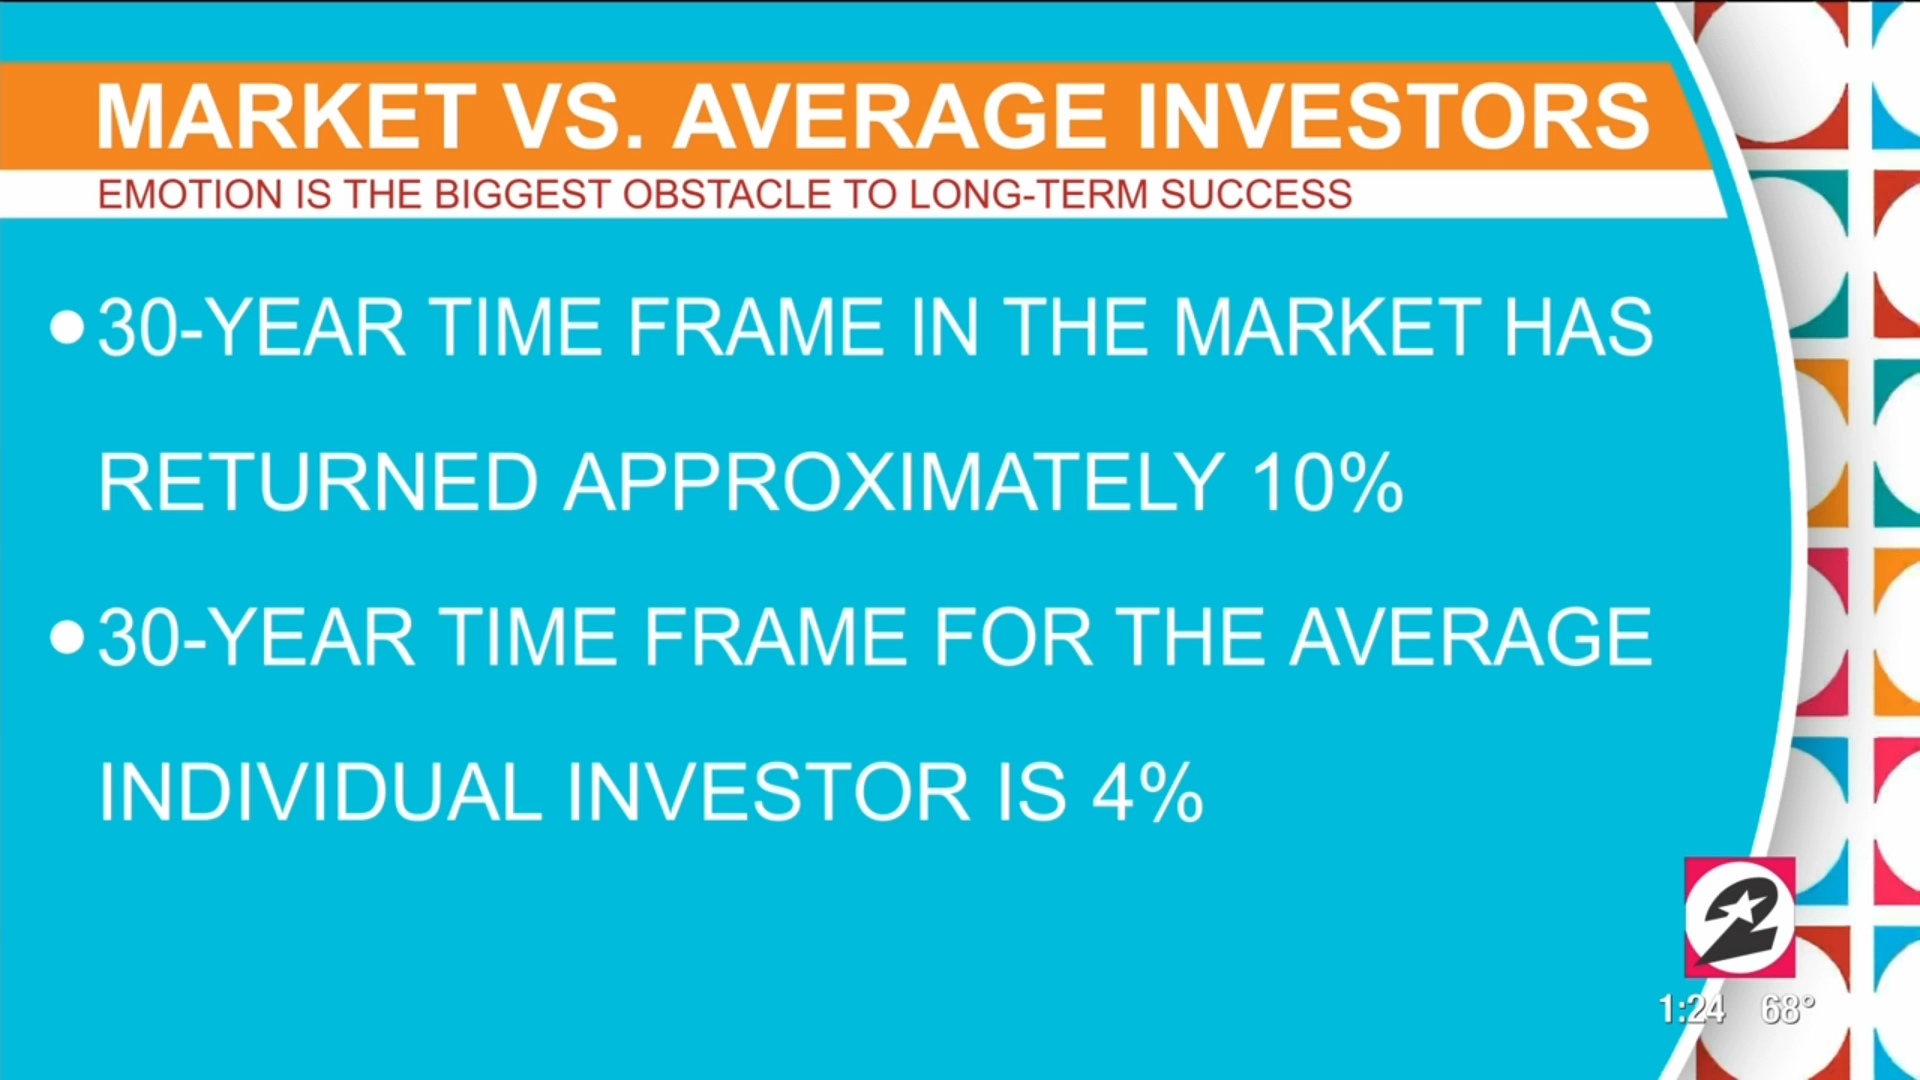 MARKET VS. AVERAGE INVESTORS
EMOTION IS THE BIGGEST OBSTACLE TO LONG-TERM SUCCESS
●30-YEAR TIME FRAME IN THE MARKET HAS
RETURNED APPROXIMATELY 10%
●30-YEAR TIME FRAME FOR THE AVERAGE
INDIVIDUAL INVESTOR IS 4%
2
1:24 68°